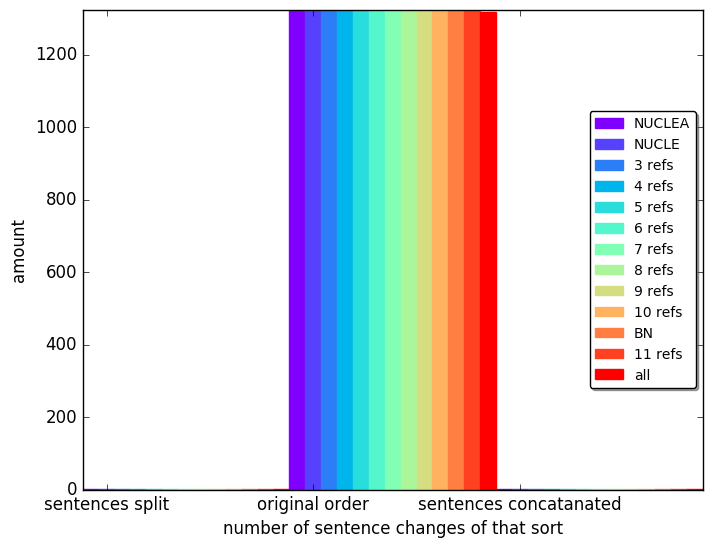 1200
1000
800
600
400
200
0
amount
sentences split
original order
sentences concatanated
number of sentence changes of that sort
NUCLEA
NUCLE
3 refs
4 refs
5 refs
6 refs
7 refs
8 refs
9 refs
10 refs
BN
11 refs
all